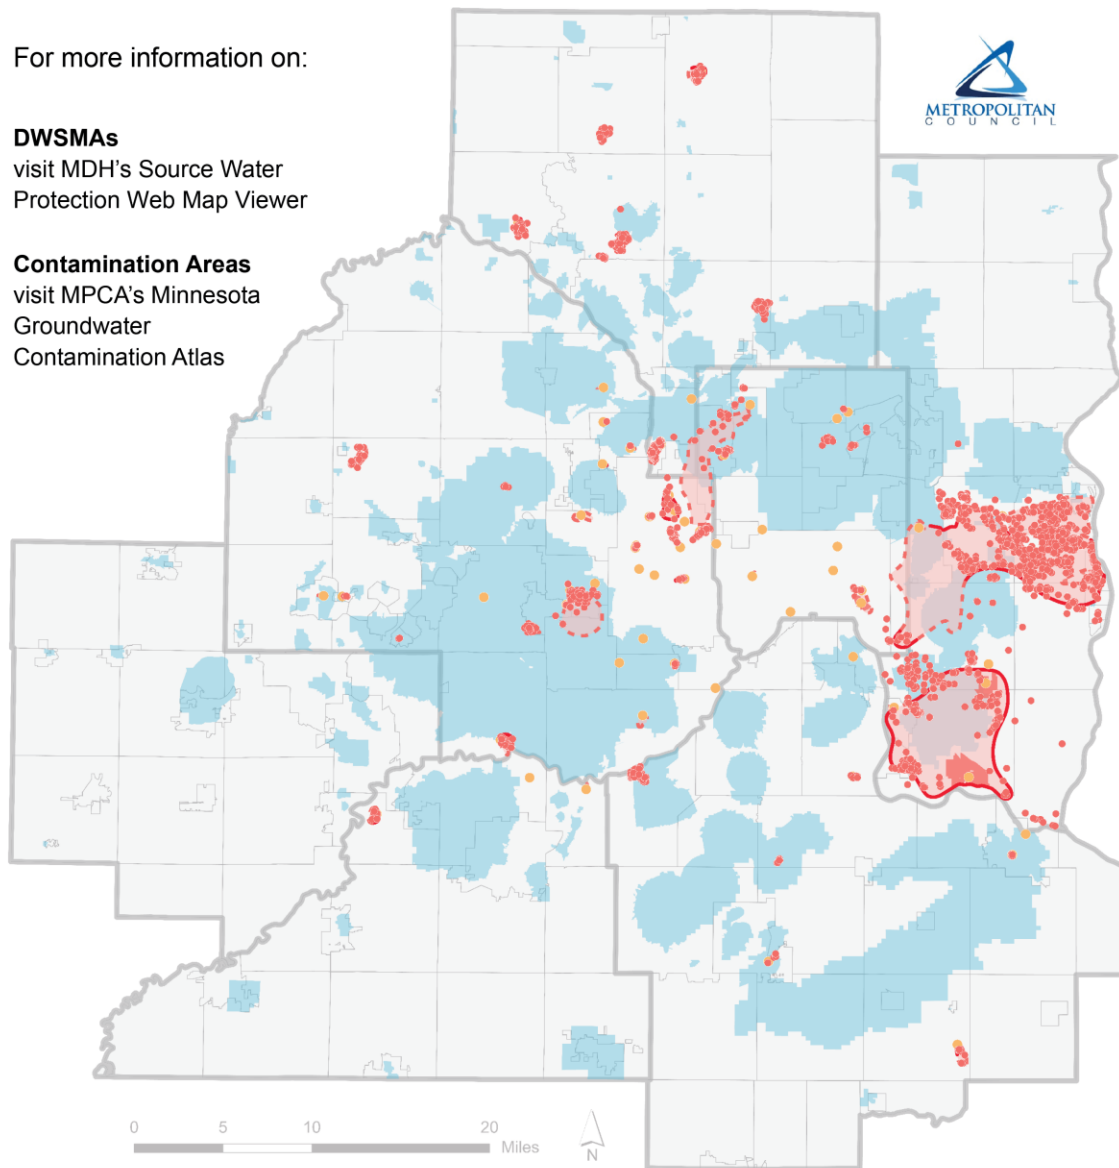 For more information on:
DWSMAs
visit MDH's Source Water
Protection Web Map Viewer
Contamination Areas
visit MPCA's Minnesota
Groundwater
Contamination Atlas
METROPOLITAN
COUNCIL
0 5 10 20
Miles
N